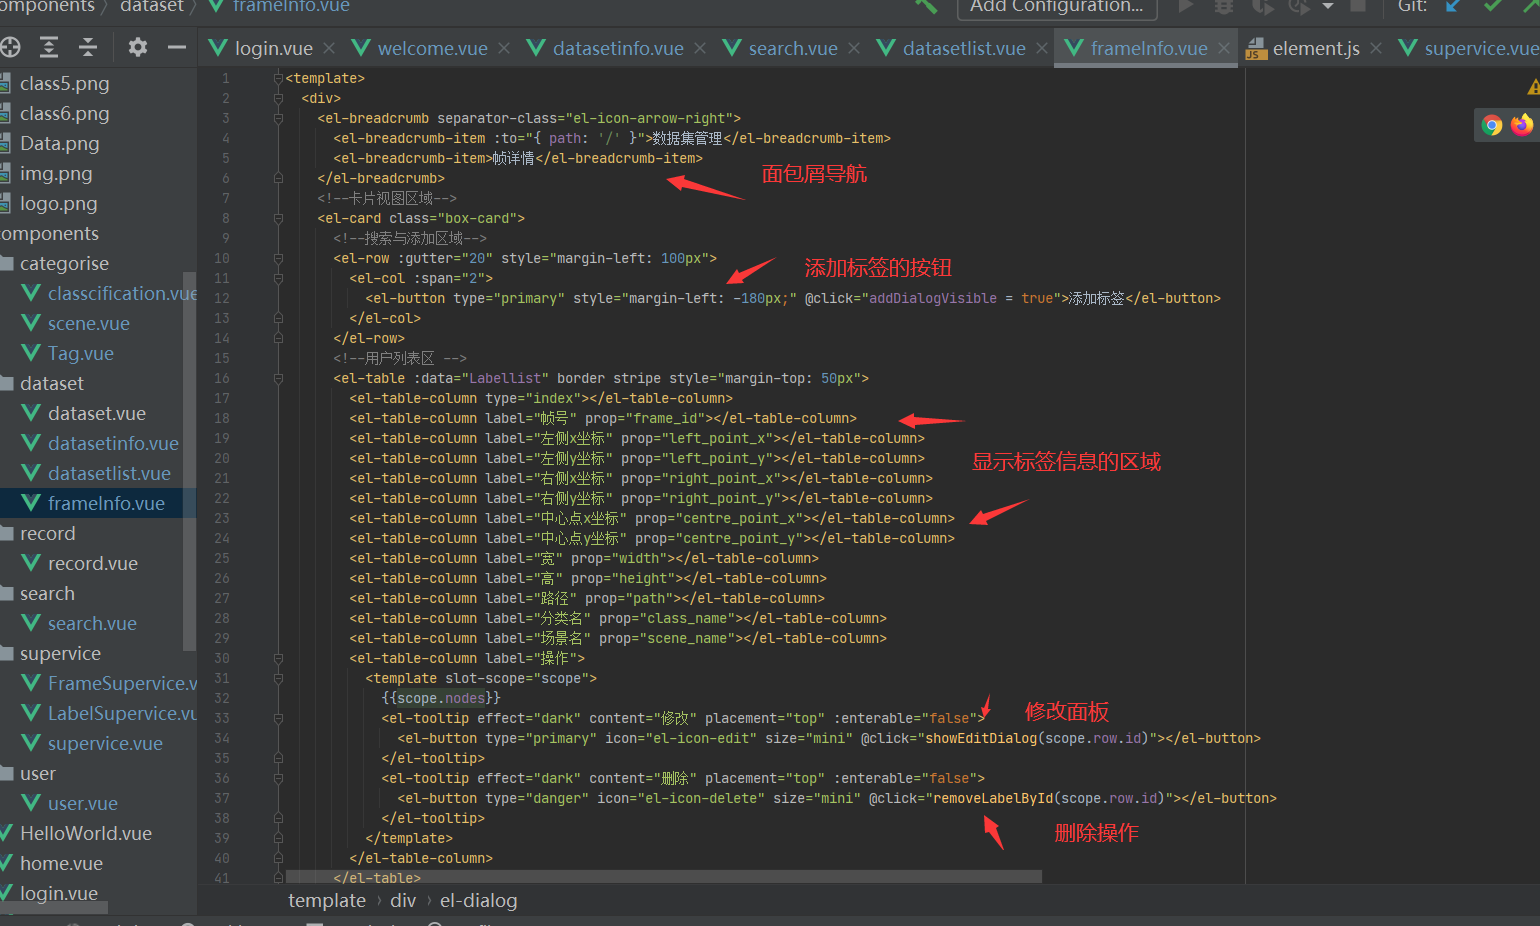 omponents 〉 dataset 〉 frameInfo.vue
Add Configuration...
Git:
login.vue
welcome.vue
datasetinfo.vue
search.vue
datasetlist.vue
frameInfo.vue
element.js
supervice.vue
class5.png
class6.png
Data.png
img.png
logo.png
omponents
categorise
classcification.vue
scene.vue
Tag.vue
dataset
dataset.vue
datasetinfo.vue
datasetlist.vue
frameInfo.vue
record
record.vue
search
search.vue
supervice
FrameSupervice.v
LabelSupervice.vu
supervice.vue
user
user.vue
HelloWorld.vue
home.vue
login.vue
1 <template>
2 <div>
3 <el-breadcrumb separator-class="el-icon-arrow-right">
4 <el-breadcrumb-item :to="{ path: '/' }">数据集管理</el-breadcrumb-item>
5 <el-breadcrumb-item>帧详情</el-breadcrumb-item>
6 </el-breadcrumb>
面包屑导航
7 <!--卡片视图区域-->
8 <el-card class="box-card">
9 <!--搜索与添加区域-->
10 <el-row :gutter="20" style="margin-left: 100px">
添加标签的按钮
11 <el-col :span="2">
12 <el-button type="primary" style="margin-left: -180px;" @click="addDialogVisible = true">添加标签</el-button>
13 </el-col>
14 </el-row>
15 <!--用户列表区 -->
16 <el-table :data="Labellist" border stripe style="margin-top: 50px">
17 <el-table-column type="index"></el-table-column>
18 <el-table-column label="帧号" prop="frame_id"></el-table-column>
19 <el-table-column label="左侧x坐标" prop="left_point_x"></el-table-column>
20 <el-table-column label="左侧y坐标" prop="left_point_y"></el-table-column>
显示标签信息的区域
21 <el-table-column label="右侧x坐标" prop="right_point_x"></el-table-column>
22 <el-table-column label="右侧y坐标" prop="right_point_y"></el-table-column>
23 <el-table-column label="中心点x坐标" prop="centre_point_x"></el-table-column>
24 <el-table-column label="中心点y坐标" prop="centre_point_y"></el-table-column>
25 <el-table-column label="宽" prop="width"></el-table-column>
26 <el-table-column label="高" prop="height"></el-table-column>
27 <el-table-column label="路径" prop="path"></el-table-column>
28 <el-table-column label="分类名" prop="class_name"></el-table-column>
29 <el-table-column label="场景名" prop="scene_name"></el-table-column>
30 <el-table-column label="操作">
31 <template slot-scope="scope">
32 {{scope.nodes}}
33 <el-tooltip effect="dark" content="修改" placement="top" :enterable="false">
修改面板
34 <el-button type="primary" icon="el-icon-edit" size="mini" @click="showEditDialog(scope.row.id)"></el-button>
35 </el-tooltip>
36 <el-tooltip effect="dark" content="删除" placement="top" :enterable="false">
37 <el-button type="danger" icon="el-icon-delete" size="mini" @click="removeLabelById(scope.row.id)"></el-button>
38 </el-tooltip>
删除操作
39 </template>
40 </el-table-column>
41 </el-table>
template › div › el-dialog